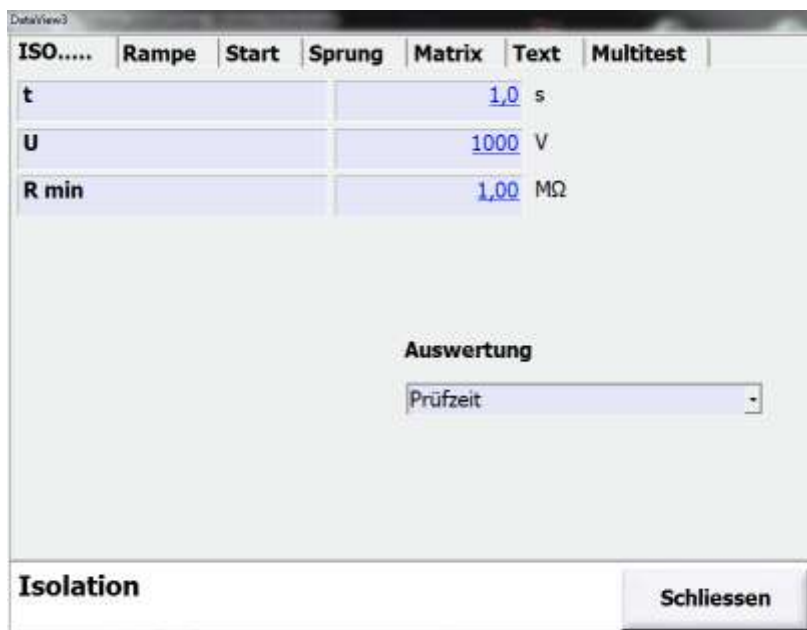 DataView3
ISO..... Rampe Start Sprung Matrix Text Multitest
t 1,0 s
U 1000 V
R min 1,00 MΩ
Auswertung
Prüfzeit
Isolation
Schliessen